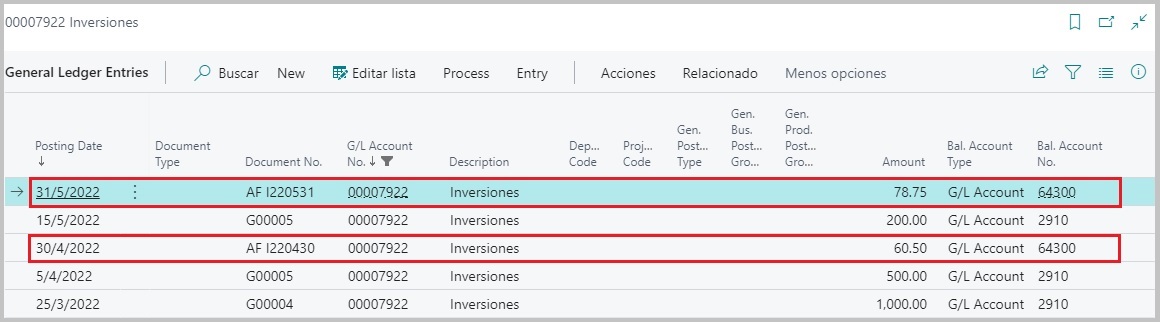 00007922 Inversiones
General Ledger Entries Buscar New Editar lista Process Entry Acciones Relacionado Menos opciones
Posting Date Document Type Document No. G/L Account No. Description Dep... Code Proj... Code Gen. Post... Type Gen. Bus. Post... Gro... Gen. Prod. Post... Gro... Amount Bal. Account Type Bal. Account No.
31/5/2022 AF I220531 00007922 Inversiones 78.75 G/L Account 64300
15/5/2022 G00005 00007922 Inversiones 200.00 G/L Account 2910
30/4/2022 AF I220430 00007922 Inversiones 60.50 G/L Account 64300
5/4/2022 G00005 00007922 Inversiones 500.00 G/L Account 2910
25/3/2022 G00004 00007922 Inversiones 1,000.00 G/L Account 2910